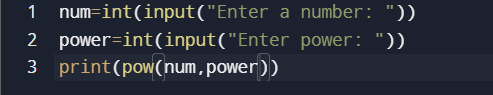 1 num=int(input("Enter a number: "))
2 power=int(input("Enter power: "))
3 print(pow(num,power))